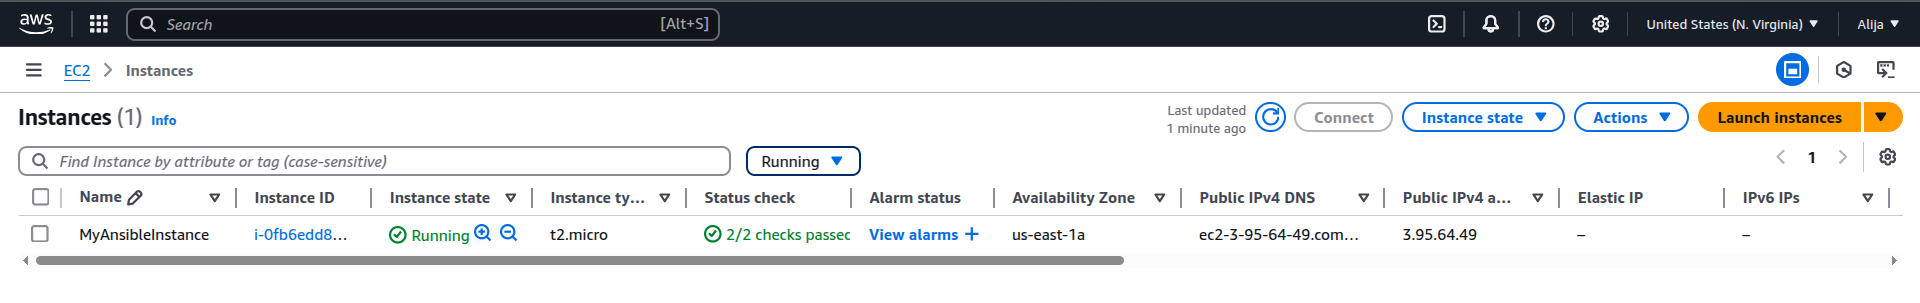 aws Search [Alt+S] United States (N. Virginia) Alija
EC2 Instances
Instances (1) Info Last updated 1 minute ago Connect Instance state Actions Launch instances
Find Instance by attribute or tag (case-sensitive) Running 1
Name Instance ID Instance state Instance ty... Status check Alarm status Availability Zone Public IPv4 DNS Public IPv4 a... Elastic IP IPv6 IPs
MyAnsibleInstance i-0fb6edd8... Running t2.micro 2/2 checks passec View alarms + us-east-1a ec2-3-95-64-49.com... 3.95.64.49 – –